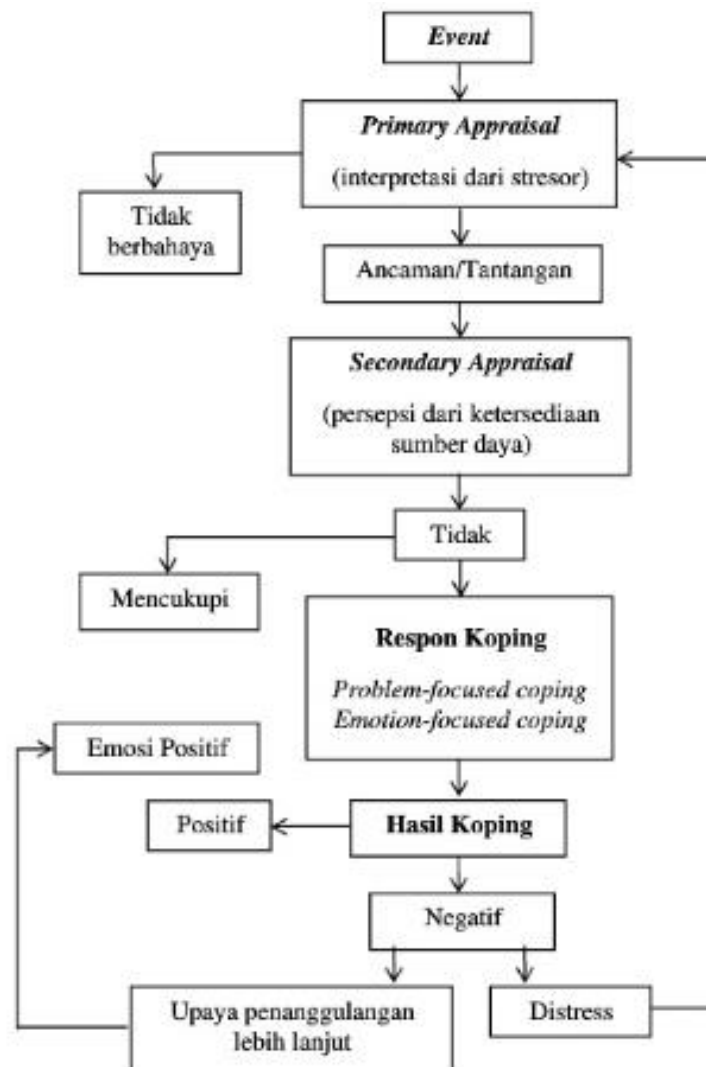 Event
Primary Appraisal
(interpretasi dari stresor)
Tidak
berbahaya
Ancaman/Tantangan
Secondary Appraisal
(persepsi dari ketersediaan
sumber daya)
Tidak
Mencukupi
Respon Koping
Problem-focused coping
Emotion-focused coping
Emosi Positif
Positif
Hasil Koping
Negatif
Upaya penanggulangan
lebih lanjut
Distress